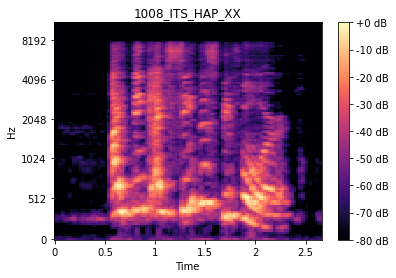 1008_ITS_HAP_XX
+0 dB
8192
-10 dB
-20 dB
4096
-30 dB
2048
-40 dB
Hz
1024
-50 dB
-60 dB
512
-70 dB
0
-80 dB
0 0.5 1 1.5 2 2.5
Time